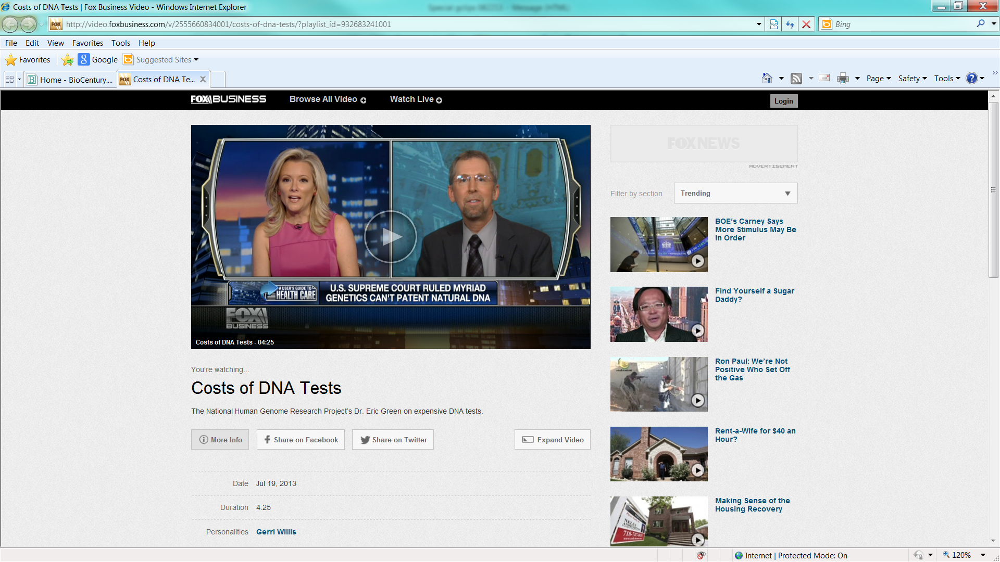 Costs of DNA Tests | Fox Business Video - Windows Internet Explorer
http://video.foxbusiness.com/v/2555660834001/costs-of-dna-tests/?playlist_id=932683241001
Bing
File Edit View Favorites Tools Help
Favorites Google Suggested Sites
Home - BioCentury....
Costs of DNA Te...
Page Safety Tools
FOX BUSINESS Browse All Video Watch Live Login
U.S. SUPREME COURT RULED MYRIAD
GENETICS CAN'T PATENT NATURAL DNA
A USER'S GUIDE TO
HEALTH CARE
FOX
BUSINESS
Costs of DNA Tests - 04:25
You're watching...
Costs of DNA Tests
The National Human Genome Research Project's Dr. Eric Green on expensive DNA tests.
More Info
Share on Facebook
Share on Twitter
Expand Video
Date Jul 19, 2013
Duration 4:25
Personalities Gerri Willis
FOX NEWS
ADVERTISEMENT
Filter by section Trending
BOE's Carney Says
More Stimulus May Be
in Order
Find Yourself a Sugar
Daddy?
Ron Paul: We're Not
Positive Who Set Off
the Gas
Rent-a-Wife for $40 an
Hour?
Making Sense of the
Housing Recovery
Internet | Protected Mode: On
120%